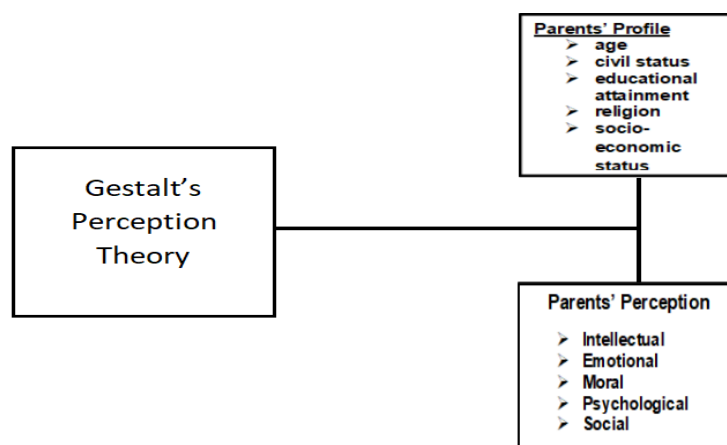 Parents' Profile
➢ age
➢ civil status
➢ educational
attainment
➢ religion
➢ socio-
economic
status
Gestalt's
Perception
Theory
Parents' Perception
➢ Intellectual
➢ Emotional
➢ Moral
➢ Psychological
➢ Social